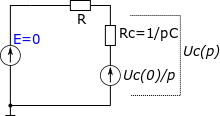 R
Rc=1/pC
E=0
Uc(p)
Uc(0)/p